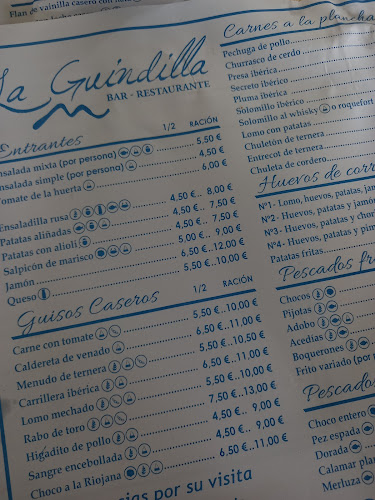 Flan de vainilla casero con
La Guindilla
BAR - RESTAURANTE
Entrantes 1/2 RACIÓN
Ensalada mixta (por persona) 5,50 €
Ensalada simple (por persona) 4,50 €
Tomate de la huerta 6,00 €
Ensaladilla rusa 4,50 €.. 8,00 €
Patatas aliñadas 4,50 €.. 7,50 €
Patatas con alioli 4,50 €.. 7,50 €
Salpicón de marisco 5,00 €.. 9,00 €
Jamón 6,50 €..12,00 €
Queso 5,50 €..10,00 €
Guisos Caseros 1/2 RACIÓN
Carne con tomate 5,50 €..10,00 €
Caldereta de venado 6,50 €..11,00 €
Menudo de ternera 5,50 €..10,50 €
Carrillera ibérica 6,50 €..11,00 €
Lomo mechado 5,50 €..10,00 €
Rabo de toro 7,50 €..13,00 €
Higadito de pollo 4,50 €.. 9,00 €
Sangre encebollada 4,50 €.. 9,00 €
Choco a la Riojana 6,50 €..11,00 €
por su visita
Carnes a la plancha
Pechuga de pollo
Churrasco de cerdo
Presa ibérica
Secreto ibérico
Pluma ibérica
Solomillo ibérico
Solomillo al whisky o roquefort
Lomo con patatas
Chuletón de ternera
Entrecot de ternera
Chuleta de cordero
Huevos de corr
Nº1- Lomo, huevos, patatas, jam
Nº2- Huevos, patatas y jamón
Nº3- Huevos, patatas y chor
Nº4- Huevos, patatas y pim
Patatas fritas
Pescados fri
Chocos
Pijotas
Adobo
Acedías
Boquerones
Frito variado (por p
Pescados
Choco entero
Pez espada
Dorada
Calamar plan
Merluza